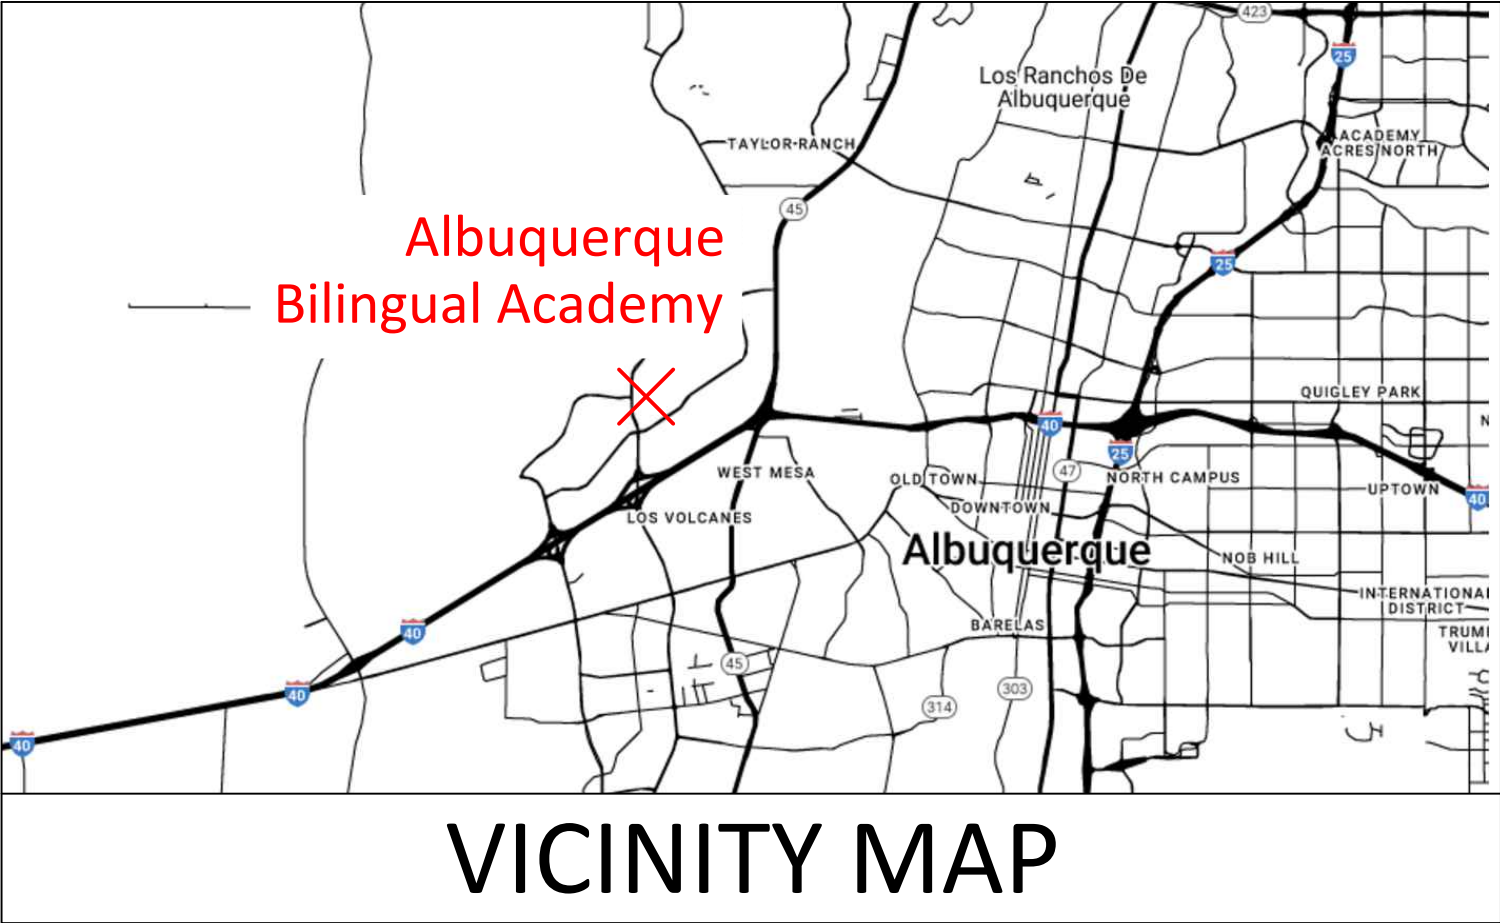 423
25
Los Ranchos De
Albuquerque
ACADEMY
ACRES NORTH
TAYLOR RANCH
45
Albuquerque
Bilingual Academy
25
QUIGLEY PARK
N
40
25
WEST MESA
OLD TOWN
47
NORTH CAMPUS
UPTOWN
40
LOS VOLCANES
DOWNTOWN
Albuquerque
NOB HILL
INTERNATIONAL
DISTRICT
40
BARELAS
TRUM
VILLA
45
40
303
314
40
VICINITY MAP